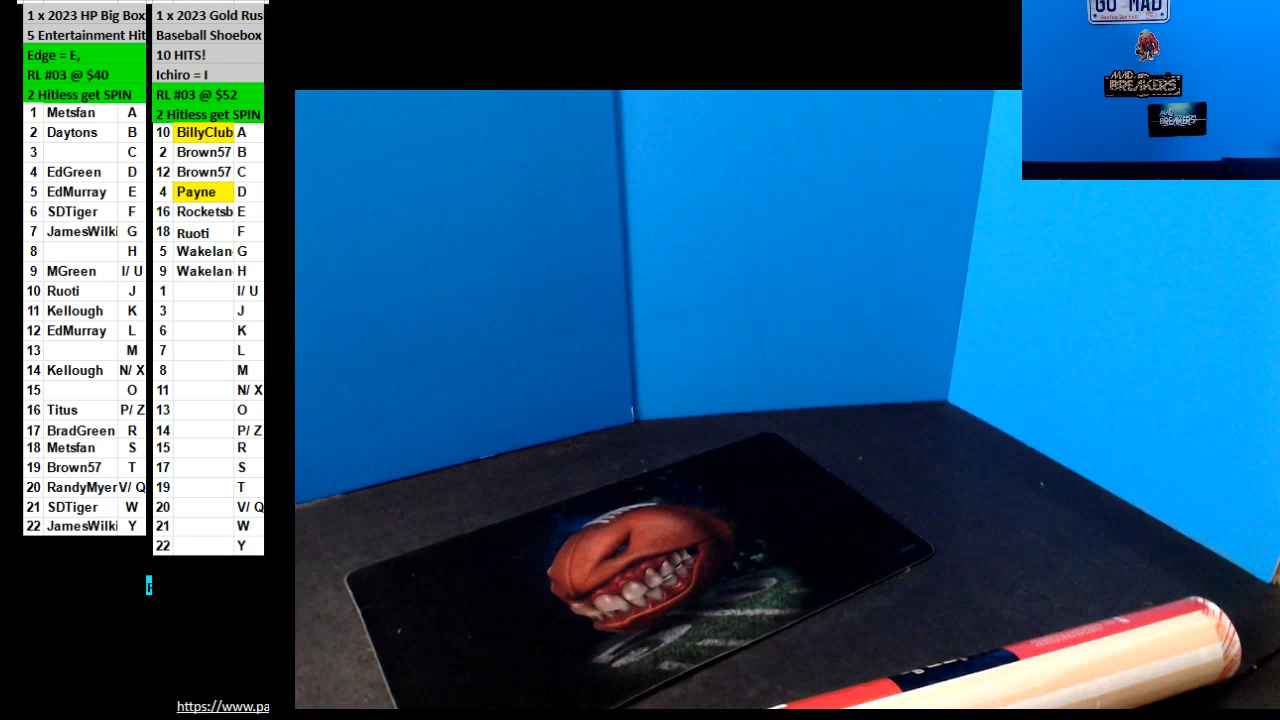 1 x 2023 HP Big Box
5 Entertainment Hit
Edge = E,
RL #03 @ $40
2 Hitless get SPIN
1 Metsfan A
2 Daytons B
3 C
4 EdGreen D
5 EdMurray E
6 SDTiger F
7 JamesWilki G
8 H
9 MGreen I/ U
10 Ruoti J
11 Kellough K
12 EdMurray L
13 M
14 Kellough N/ X
15 O
16 Titus P/ Z
17 BradGreen R
18 Metsfan S
19 Brown57 T
20 RandyMyer V/ Q
21 SDTiger W
22 JamesWilki Y
1 x 2023 Gold Rus
Baseball Shoebox
10 HITS!
Ichiro = I
RL #03 @ $52
2 Hitless get SPIN
10 BillyClub A
2 Brown57 B
12 Brown57 C
4 Payne D
16 Rocketsb E
18 Ruoti F
5 Wakelan G
9 Wakelan H
1 I/ U
3 J
6 K
7 L
8 M
11 N/ X
13 O
14 P/ Z
15 R
17 S
19 T
20 V/ Q
21 W
22 Y
https://www.pa
GO MAD
MAD
BREAKERS
MAD
BREAKERS